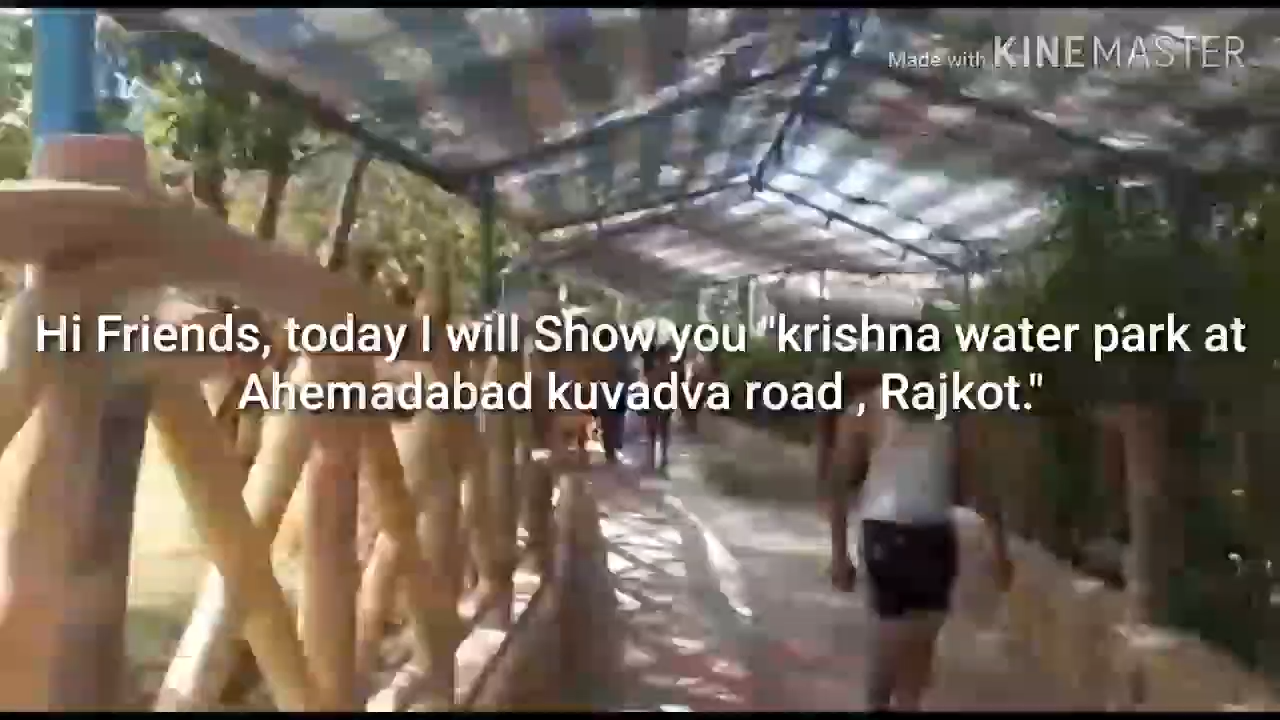 Made with KINEMASTER
Hi Friends, today I will Show you "krishna water park at
Ahemadabad kuvadva road , Rajkot."